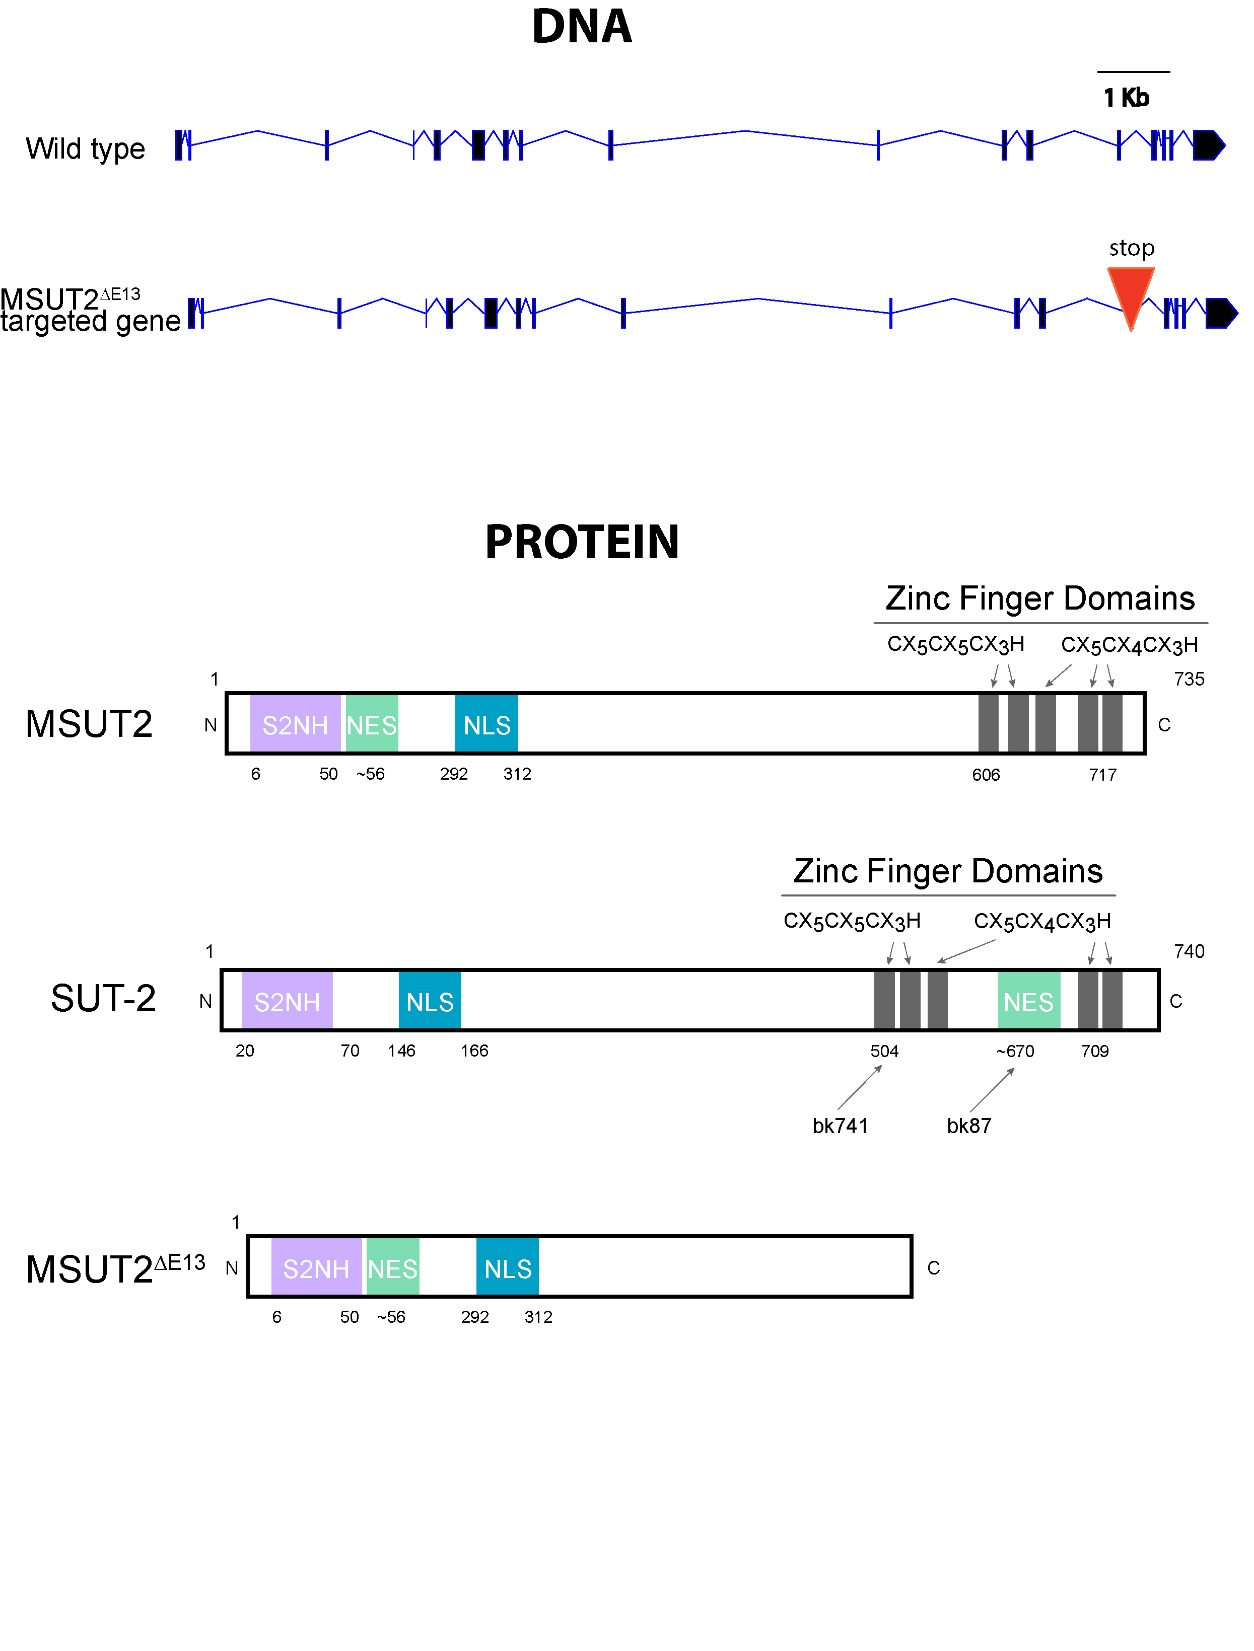 DNA
1 Kb
Wild type
stop
MSUT2ΔE13
targeted gene
PROTEIN
Zinc Finger Domains
CX5CX5CX3H CX5CX4CX3H
1 735
MSUT2 N S2NH NES NLS C
6 50 ~56 292 312 606 717
Zinc Finger Domains
CX5CX5CX3H CX5CX4CX3H
1 740
SUT-2 N S2NH NLS NES C
20 70 146 166 504 ~670 709
bk741 bk87
1
MSUT2ΔE13 N S2NH NES NLS C
6 50 ~56 292 312